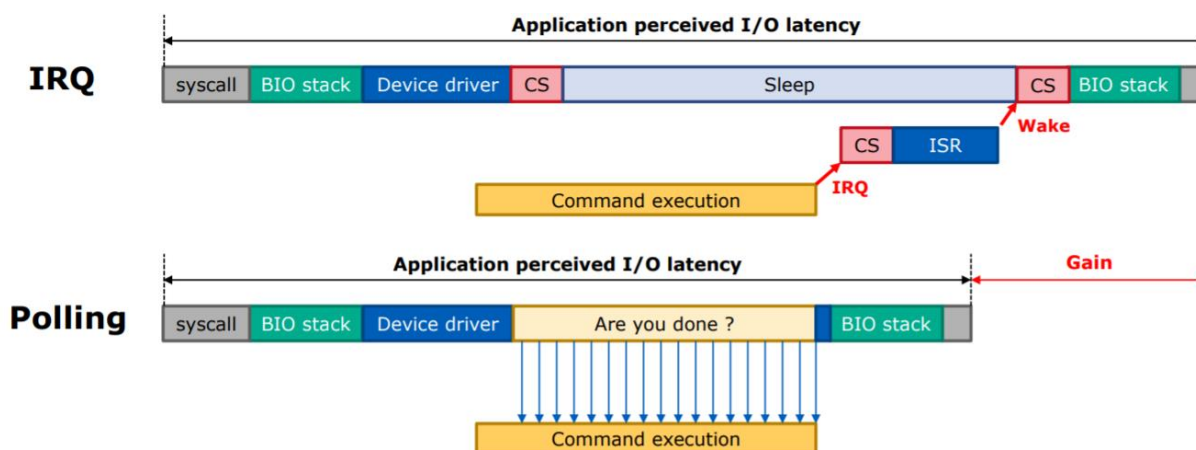 Application perceived I/O latency
IRQ
syscall BIO stack Device driver CS Sleep CS BIO stack
Wake
CS ISR
IRQ
Command execution
Application perceived I/O latency
Gain
Polling
syscall BIO stack Device driver Are you done ? BIO stack
Command execution